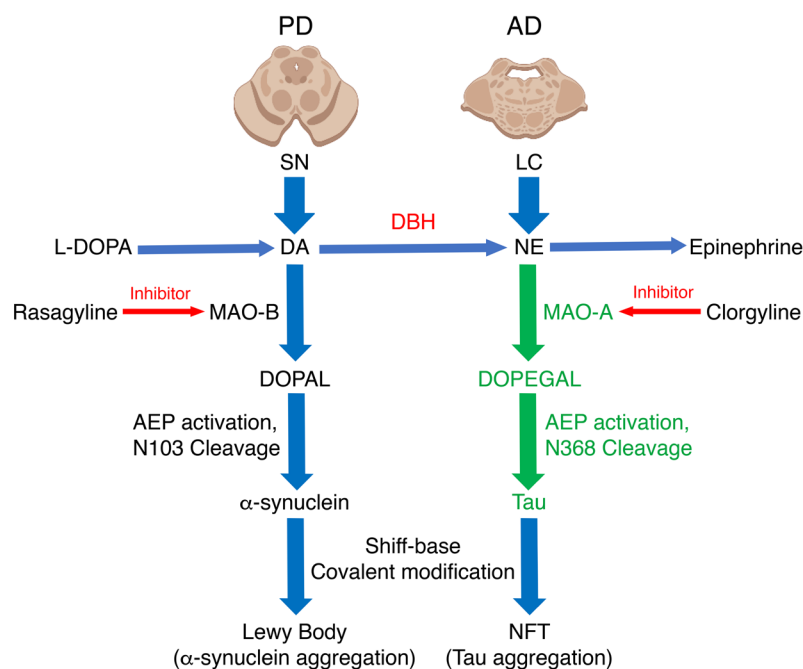 PD
AD
SN
LC
DBH
L-DOPA
DA
NE
Epinephrine
Inhibitor
Rasagyline
MAO-B
MAO-A
Inhibitor
Clorgyline
DOPAL
DOPEGAL
AEP activation,
N103 Cleavage
AEP activation,
N368 Cleavage
α-synuclein
Tau
Shiff-base
Covalent modification
Lewy Body
(α-synuclein aggregation)
NFT
(Tau aggregation)